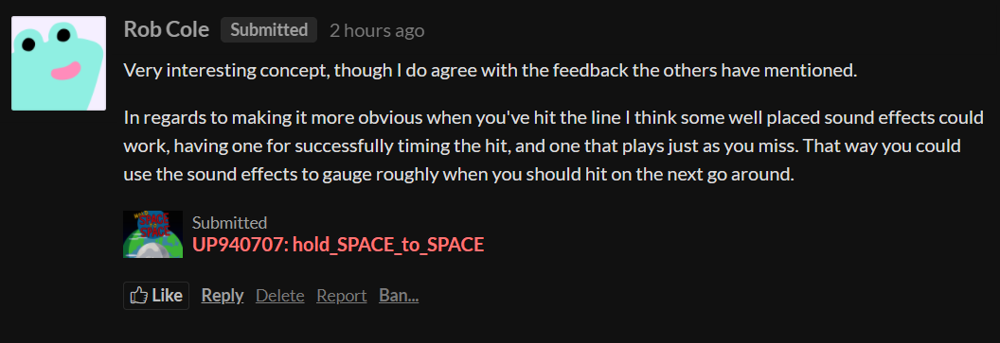 Rob Cole Submitted 2 hours ago
Very interesting concept, though I do agree with the feedback the others have mentioned.
In regards to making it more obvious when you've hit the line I think some well placed sound effects could
work, having one for successfully timing the hit, and one that plays just as you miss. That way you could
use the sound effects to gauge roughly when you should hit on the next go around.
HOLD
SPACE
TO
SPACE
Submitted
UP940707: hold_SPACE_to_SPACE
Like Reply Delete Report Ban...